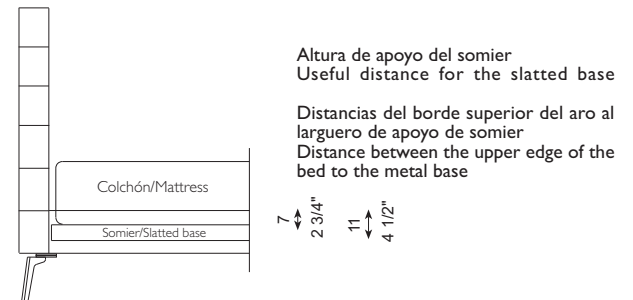 Altura de apoyo del somier
Useful distance for the slatted base
Distancias del borde superior del aro al
larguero de apoyo de somier
Distance between the upper edge of the
bed to the metal base
Colchón/Mattress
Somier/Slatted base
7
2 3/4"
11
4 1/2"